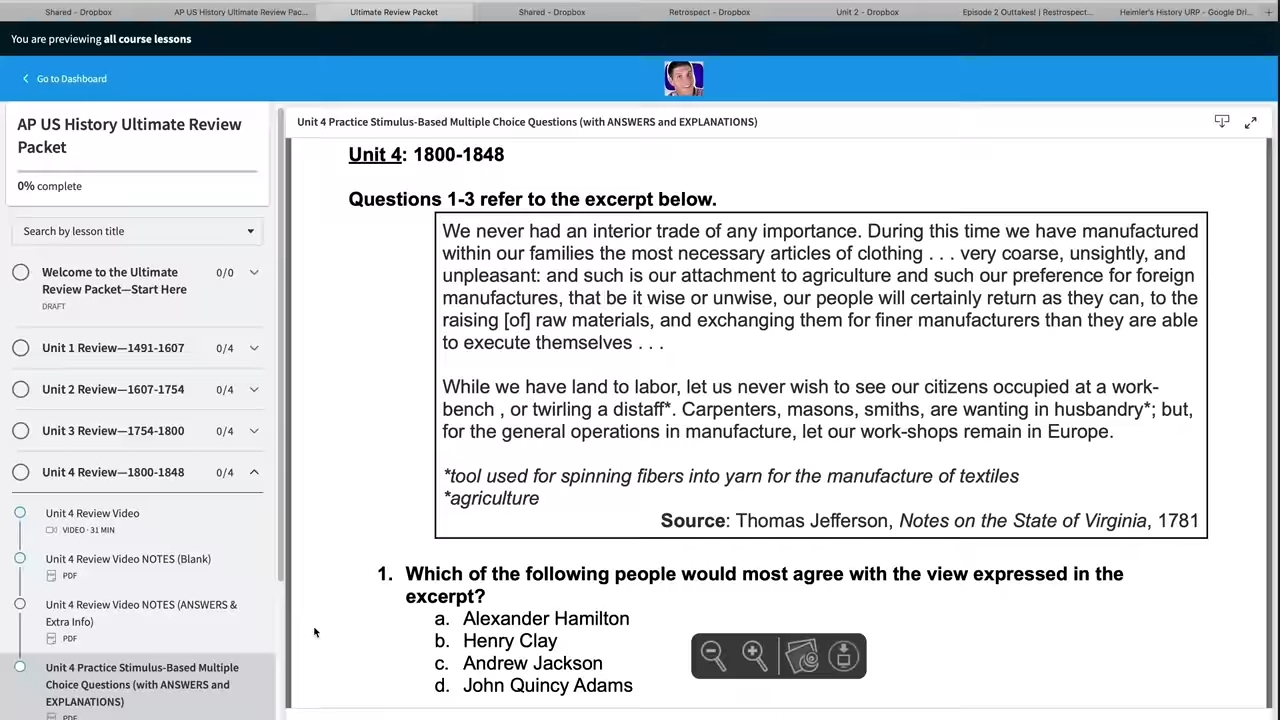 Shared - Dropbox
AP US History Ultimate Review Pac...
Ultimate Review Packet
Shared - Dropbox
Retrospect - Dropbox
Unit 2 - Dropbox
Episode 2 Outtakes! | Restrospect...
Heimler's History URP - Google Dri...
You are previewing all course lessons
Go to Dashboard
AP US History Ultimate Review
Packet
0% complete
Search by lesson title
Welcome to the Ultimate
Review Packet—Start Here
DRAFT
0/0
Unit 1 Review—1491-1607
0/4
Unit 2 Review—1607-1754
0/4
Unit 3 Review—1754-1800
0/4
Unit 4 Review—1800-1848
0/4
Unit 4 Review Video
VIDEO · 31 MIN
Unit 4 Review Video NOTES (Blank)
PDF
Unit 4 Review Video NOTES (ANSWERS &
Extra Info)
PDF
Unit 4 Practice Stimulus-Based Multiple
Choice Questions (with ANSWERS and
EXPLANATIONS)
PDF
Unit 4 Practice Stimulus-Based Multiple Choice Questions (with ANSWERS and EXPLANATIONS)
Unit 4: 1800-1848
Questions 1-3 refer to the excerpt below.
We never had an interior trade of any importance. During this time we have manufactured
within our families the most necessary articles of clothing . . . very coarse, unsightly, and
unpleasant: and such is our attachment to agriculture and such our preference for foreign
manufactures, that be it wise or unwise, our people will certainly return as they can, to the
raising [of] raw materials, and exchanging them for finer manufacturers than they are able
to execute themselves . . .
While we have land to labor, let us never wish to see our citizens occupied at a work-
bench , or twirling a distaff*. Carpenters, masons, smiths, are wanting in husbandry*; but,
for the general operations in manufacture, let our work-shops remain in Europe.
*tool used for spinning fibers into yarn for the manufacture of textiles
*agriculture
Source: Thomas Jefferson, Notes on the State of Virginia, 1781
1. Which of the following people would most agree with the view expressed in the
excerpt?
a. Alexander Hamilton
b. Henry Clay
c. Andrew Jackson
d. John Quincy Adams